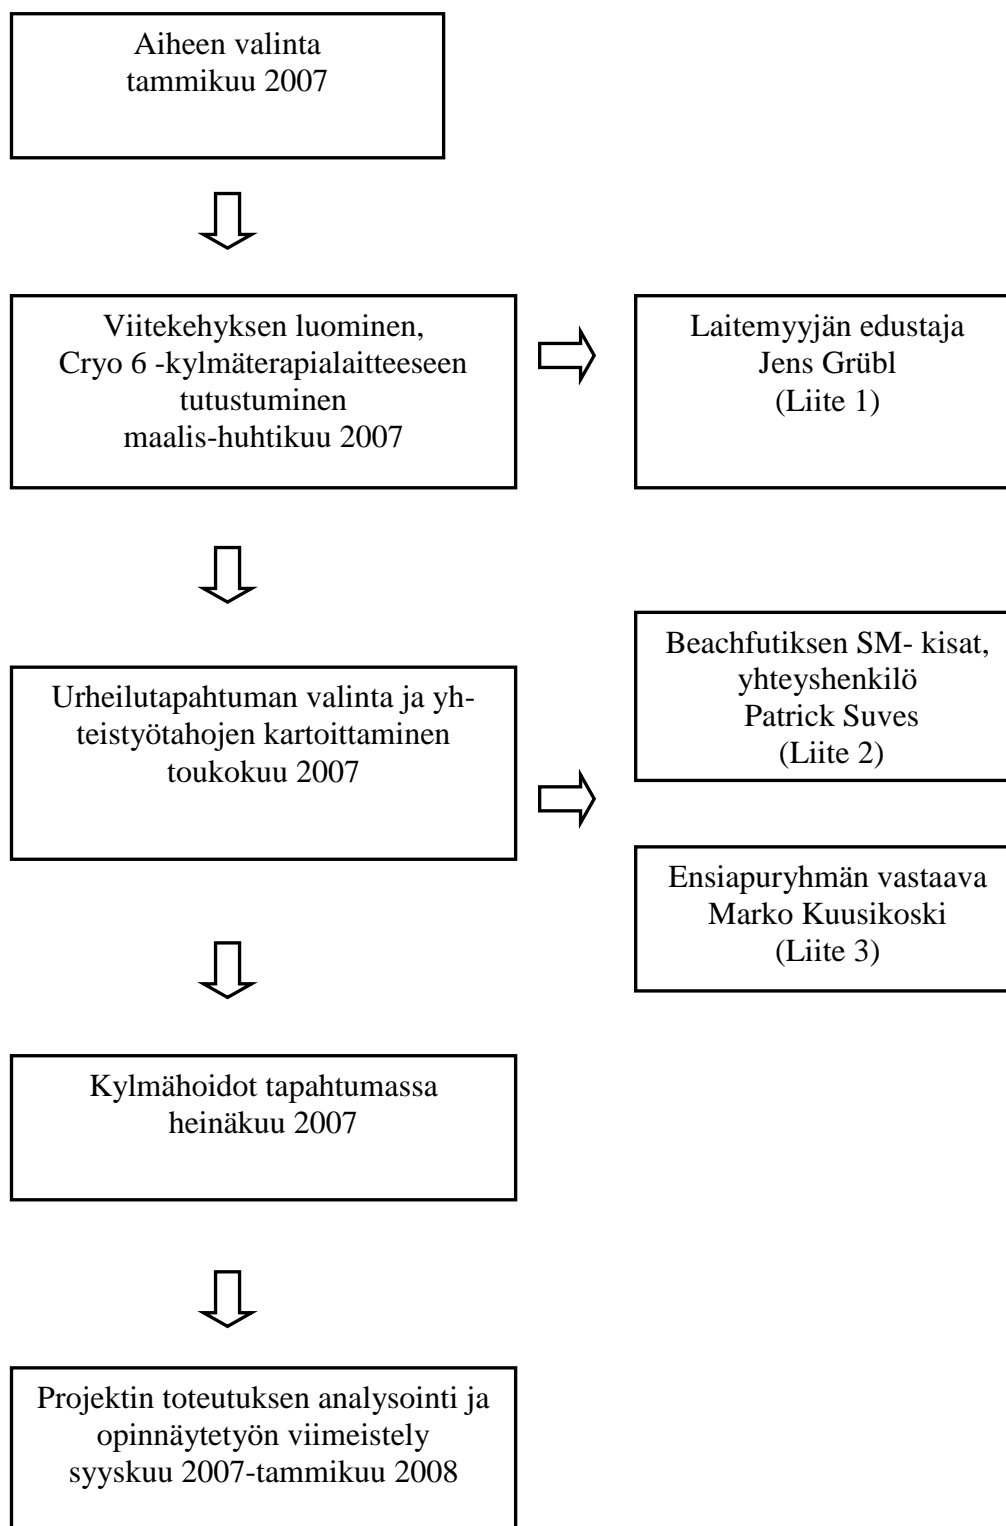 Aiheen valinta
tammikuu 2007
Viitekehyksen luominen,
Cryo 6 -kylmäterapialaitteeseen
tutustuminen
maalis-huhtikuu 2007
Laitemyyjän edustaja
Jens Grübl
(Liite 1)
Urheilutapahtuman valinta ja yh-
teistyötahojen kartoittaminen
toukokuu 2007
Beachfutiksen SM- kisat,
yhteyshenkilö
Patrick Suves
(Liite 2)
Ensiapuryhmän vastaava
Marko Kuusikoski
(Liite 3)
Kylmähoidot tapahtumassa
heinäkuu 2007
Projektin toteutuksen analysointi ja
opinnäytetyön viimeistely
syyskuu 2007-tammikuu 2008